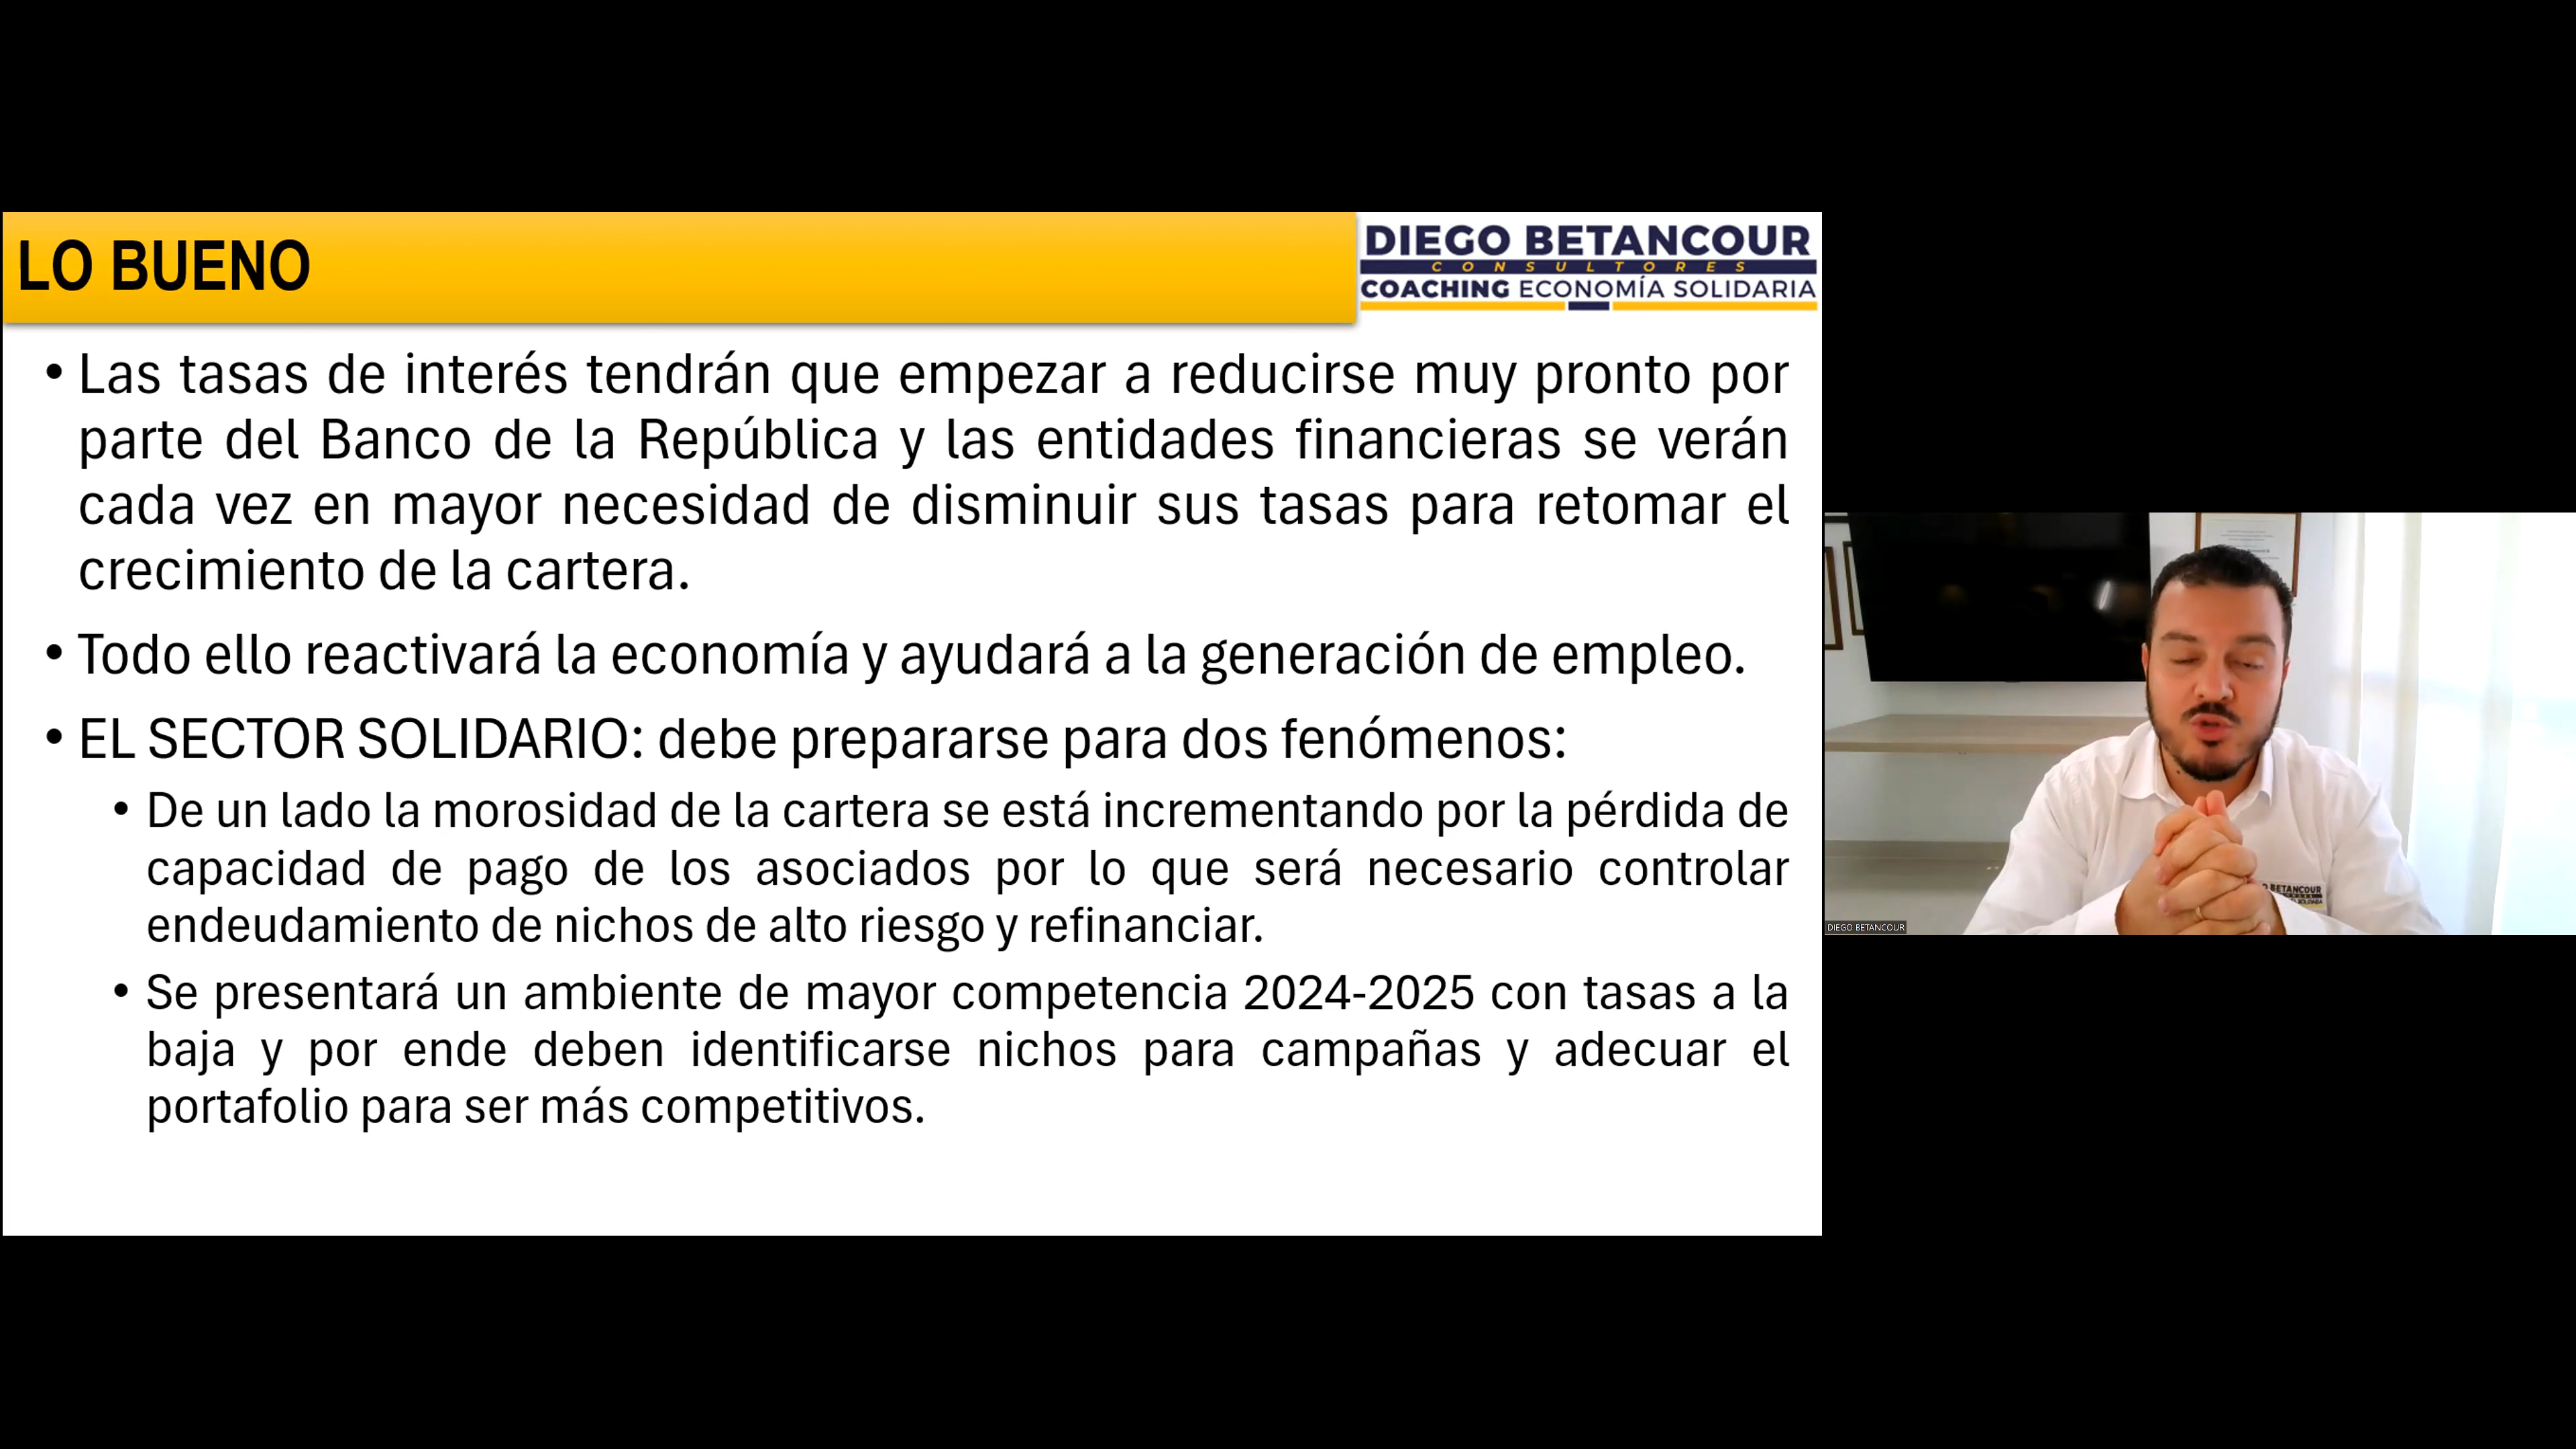 LO BUENO
DIEGO BETANCOUR
CONSULTORES
COACHING ECONOMÍA SOLIDARIA
• Las tasas de interés tendrán que empezar a reducirse muy pronto por
parte del Banco de la República y las entidades financieras se verán
cada vez en mayor necesidad de disminuir sus tasas para retomar el
crecimiento de la cartera.
• Todo ello reactivará la economía y ayudará a la generación de empleo.
• EL SECTOR SOLIDARIO: debe prepararse para dos fenómenos:
• De un lado la morosidad de la cartera se está incrementando por la pérdida de
capacidad de pago de los asociados por lo que será necesario controlar
endeudamiento de nichos de alto riesgo y refinanciar.
• Se presentará un ambiente de mayor competencia 2024-2025 con tasas a la
baja y por ende deben identificarse nichos para campañas y adecuar el
portafolio para ser más competitivos.
BETANCOUR
DIEGO BETANCOUR